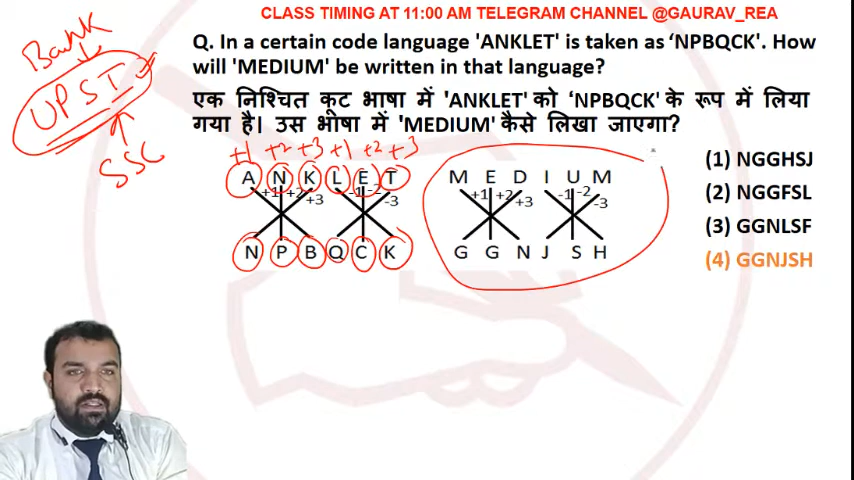 CLASS TIMING AT 11:00 AM TELEGRAM CHANNEL @GAURAV_REA
Bank
UPSI
SSC
Q. In a certain code language 'ANKLET' is taken as ‘NPBQCK'. How
will 'MEDIUM' be written in that language?
एक निश्चित कूट भाषा में 'ANKLET' को ‘NPBQCK' के रूप में लिया
गया है। उस भाषा में 'MEDIUM' कैसे लिखा जाएगा?
+1 +2 +3 +1 +2 +3
A N K L E T
+1 +2 +3 -1 -2 -3
N P B Q C K
M E D I U M
+1 +2 +3 -1 -2 -3
G G N J S H
(1) NGGHSJ
(2) NGGFSL
(3) GGNLSF
(4) GGNJSH